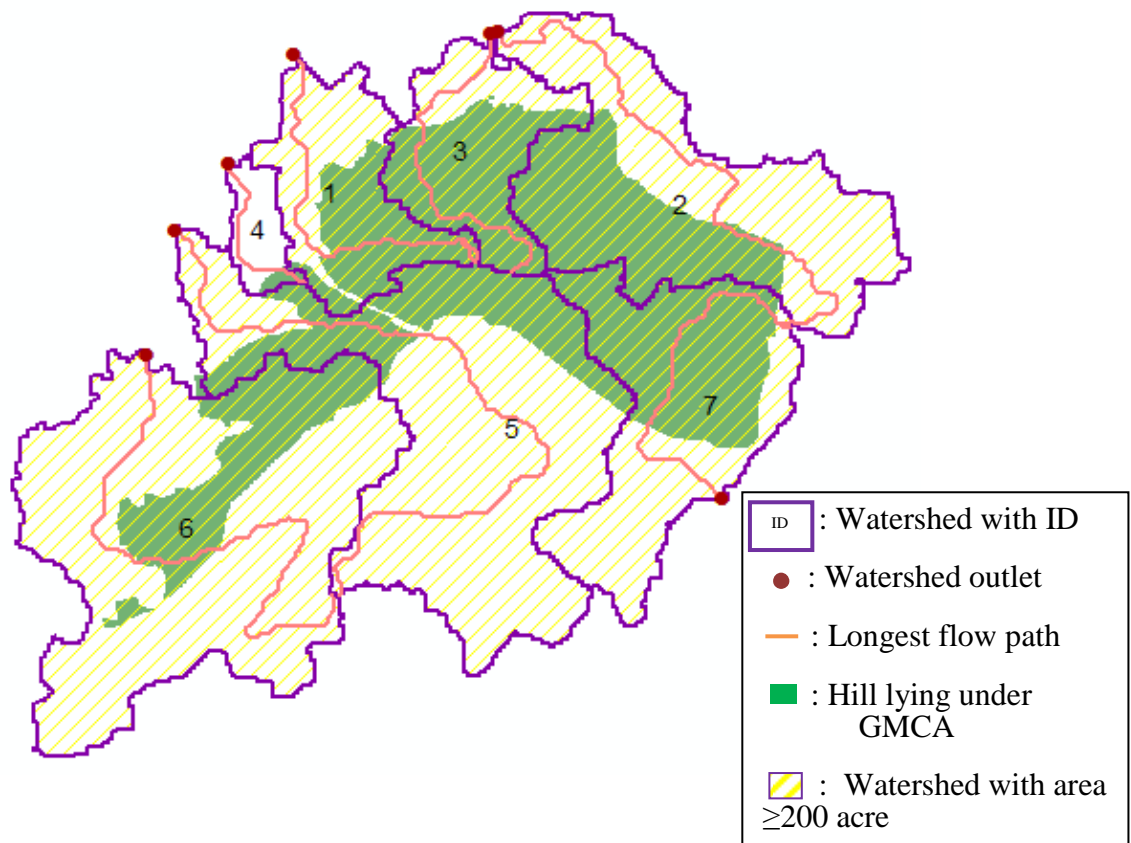 3
1
2
4
5
7
6
ID : Watershed with ID
: Watershed outlet
: Longest flow path
: Hill lying under
GMCA
: Watershed with area
≥200 acre